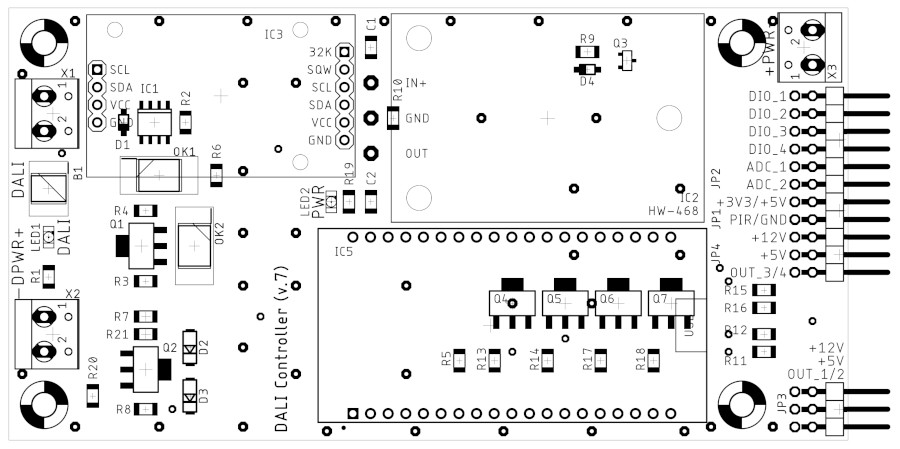 IC3
C1
32K
SQW
SCL
SDA
VCC
GND
SCL
SDA
VCC
GND
IC1
R2
D1
OK1
R6
X1
1
2
DALI
B1
LED1
DALI
DPWR+
R1
X2
1
2
R4
Q1
R3
OK2
R7
R21
Q2
D2
D3
R20
R8
DALI Controller (v.7)
LED2
PWR
R19
C2
R10
IN+
GND
OUT
R9
Q3
D4
IC2
HW-468
IC5
Q4
Q5
Q6
Q7
R5
R13
R14
R17
R18
+PWR-
2
1
X3
DIO_1
DIO_2
DIO_3
DIO_4
ADC_1
ADC_2
+3V3/+5V
PIR/GND
+12V
+5V
OUT_3/4
JP2
JP1
JP4
R15
R16
R12
R11
+12V
+5V
OUT_1/2
JP3